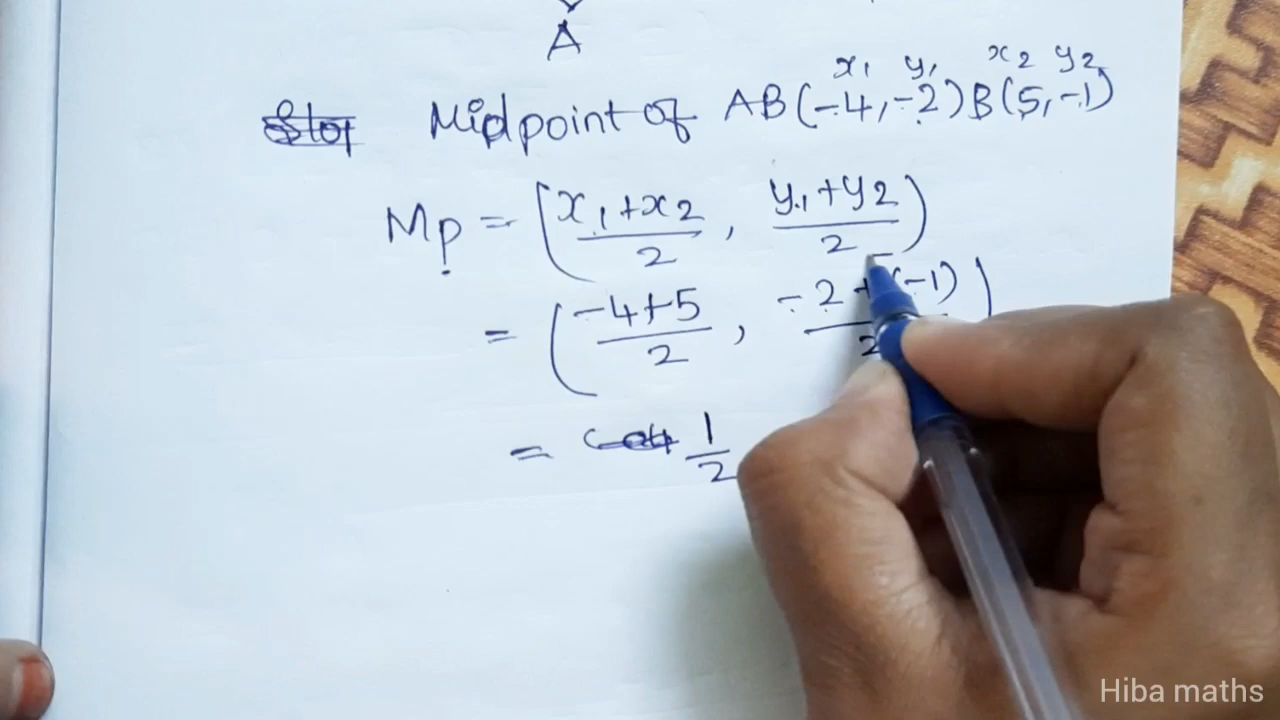 A
x₁ y₁ x₂ y₂
Midpoint of AB(-4,-2)B(5,-1)
Mp = (x₁+x₂/2, y₁+y₂/2)
= (-4+5/2, -2+(-1)/2)
= 1/2
Hiba maths